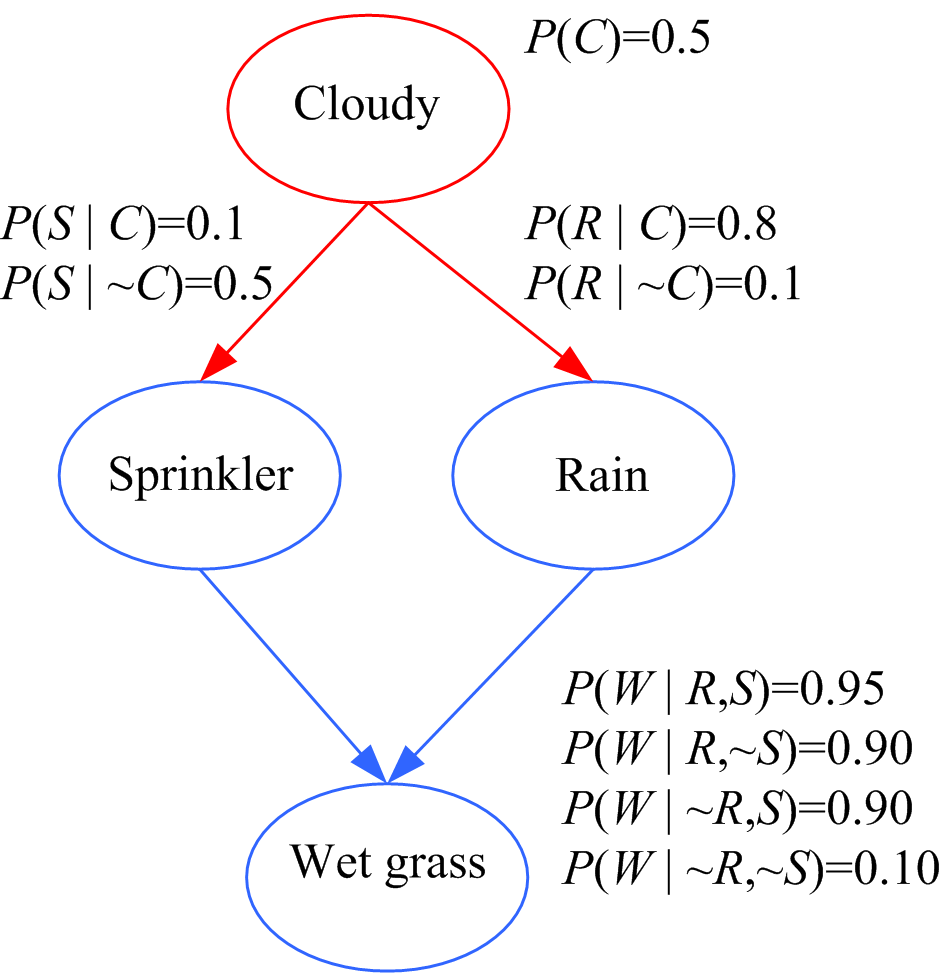 P(C)=0.5
Cloudy
P(S | C)=0.1
P(S | ~C)=0.5
P(R | C)=0.8
P(R | ~C)=0.1
Sprinkler
Rain
P(W | R,S)=0.95
P(W | R,~S)=0.90
P(W | ~R,S)=0.90
P(W | ~R,~S)=0.10
Wet grass